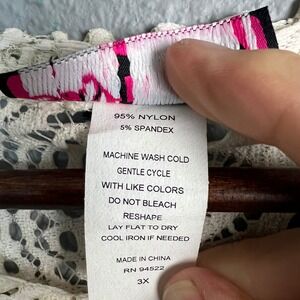 95% NYLON
5% SPANDEX
MACHINE WASH COLD
GENTLE CYCLE
WITH LIKE COLORS
DO NOT BLEACH
RESHAPE
LAY FLAT TO DRY
COOL IRON IF NEEDED
MADE IN CHINA
RN 94522
3X